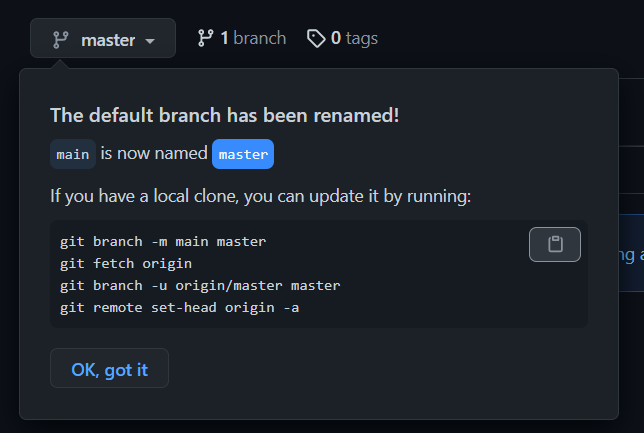 master
1 branch
0 tags
The default branch has been renamed!
main is now named master
If you have a local clone, you can update it by running:
git branch -m main master
git fetch origin
git branch -u origin/master master
git remote set-head origin -a
OK, got it